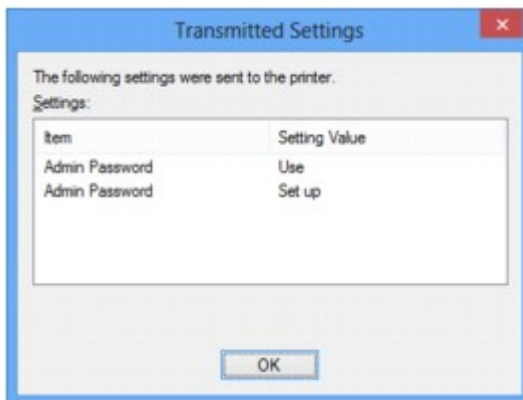 Transmitted Settings
The following settings were sent to the printer.
Settings:
Item Setting Value
Admin Password Use
Admin Password Set up
OK